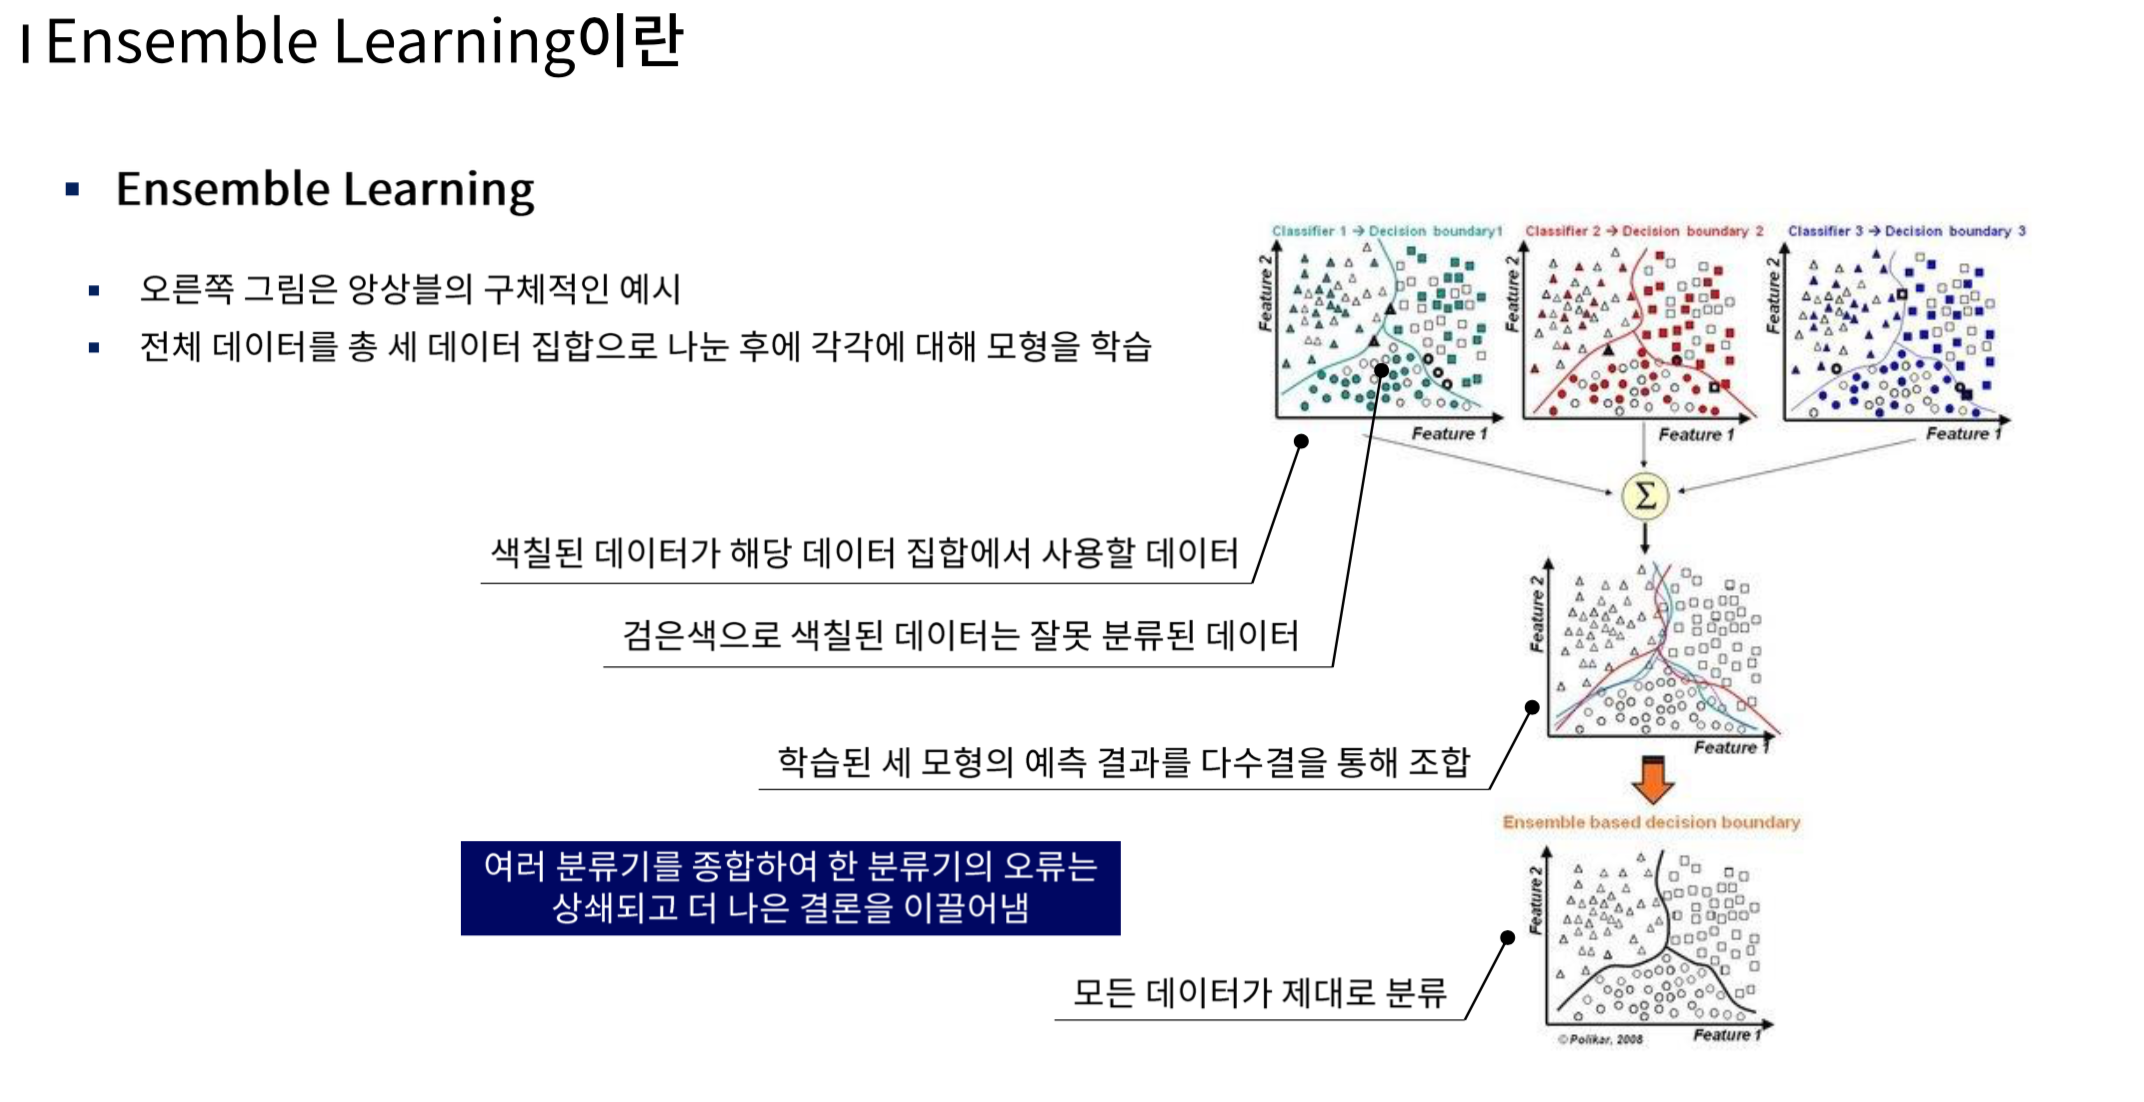 I Ensemble Learning이란
▪ Ensemble Learning
▪ 오른쪽 그림은 앙상블의 구체적인 예시
▪ 전체 데이터를 총 세 데이터 집합으로 나눈 후에 각각에 대해 모형을 학습
Classifier 1 → Decision boundary1
Classifier 2 → Decision boundary 2
Classifier 3 → Decision boundary 3
Feature 2
Feature 2
Feature 2
Feature 1
Feature 1
Feature 1
Σ
색칠된 데이터가 해당 데이터 집합에서 사용할 데이터
검은색으로 색칠된 데이터는 잘못 분류된 데이터
Feature 2
Feature 1
학습된 세 모형의 예측 결과를 다수결을 통해 조합
Ensemble based decision boundary
여러 분류기를 종합하여 한 분류기의 오류는
상쇄되고 더 나은 결론을 이끌어냄
Feature 2
모든 데이터가 제대로 분류
Feature 1
©Polikar, 2008